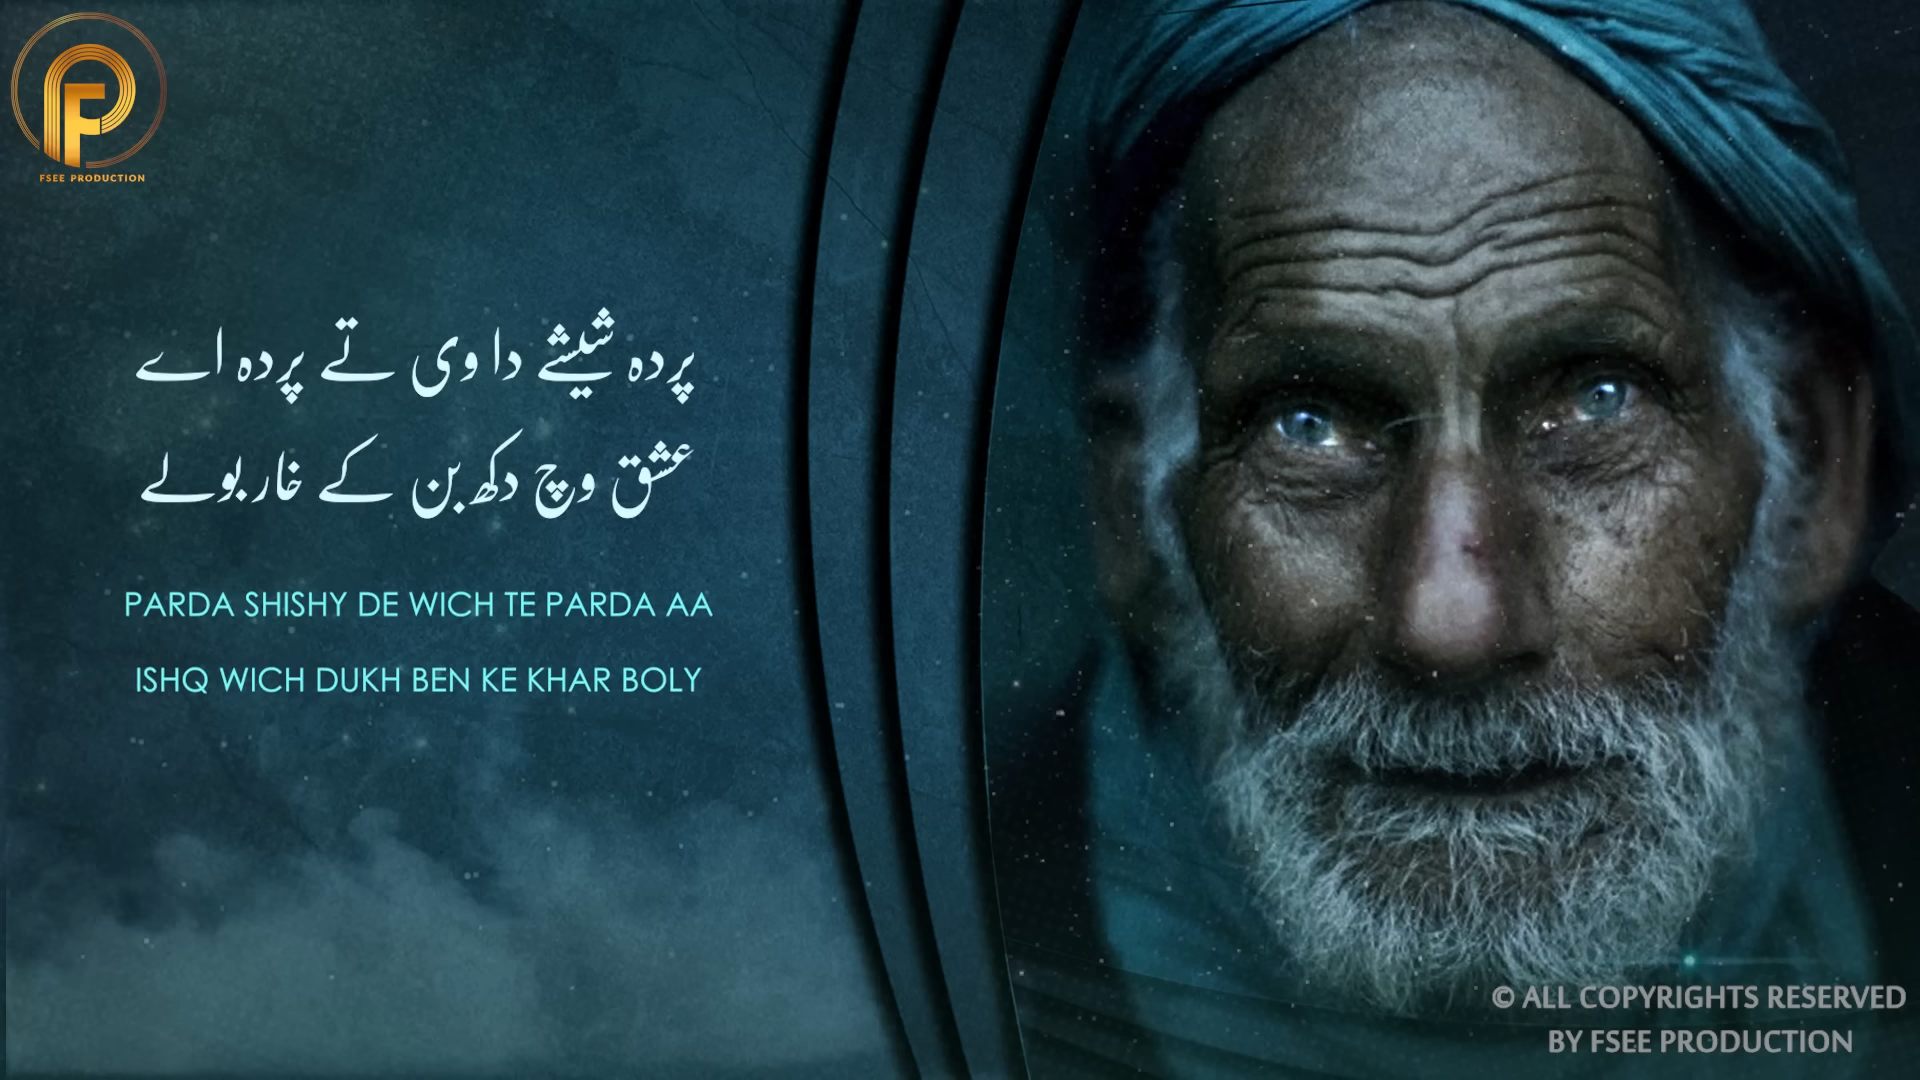 FSEE PRODUCTION
پردہ شیشے دا وی تے پردہ اے
عشق وچ دکھ بن کے خار بولے
PARDA SHISHY DE WICH TE PARDA AA
ISHQ WICH DUKH BEN KE KHAR BOLY
© ALL COPYRIGHTS RESERVED
BY FSEE PRODUCTION